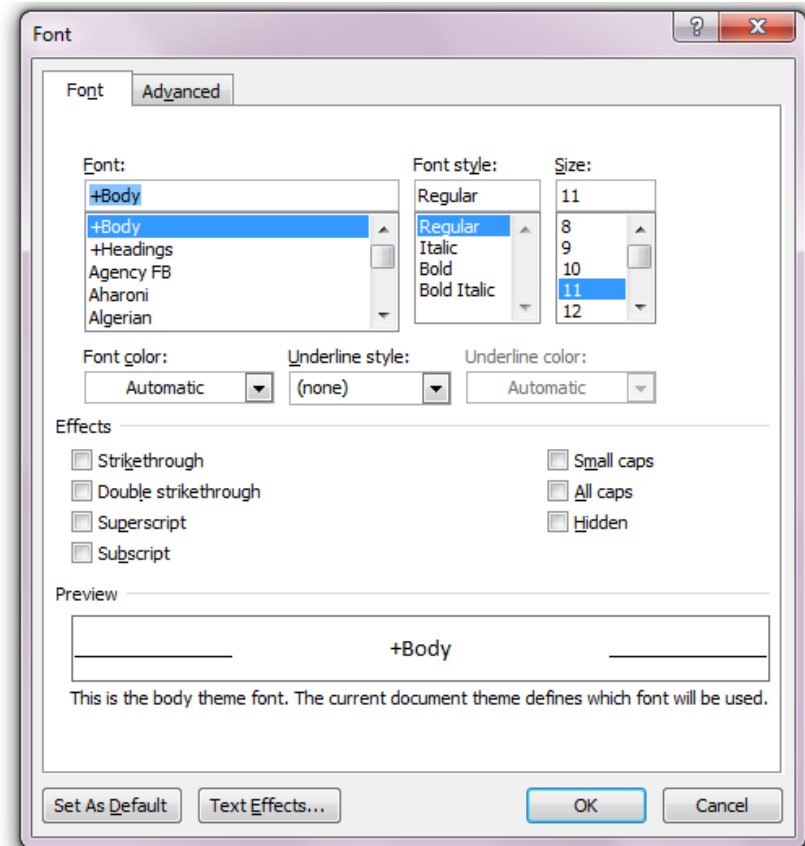 Font
Font Advanced
Font: Font style: Size:
+Body Regular 11
+Body Regular 8
+Headings Italic 9
Agency FB Bold 10
Aharoni Bold Italic 11
Algerian 12
Font color: Underline style: Underline color:
Automatic (none) Automatic
Effects
Strikethrough Small caps
Double strikethrough All caps
Superscript Hidden
Subscript
Preview
+Body
This is the body theme font. The current document theme defines which font will be used.
Set As Default Text Effects... OK Cancel